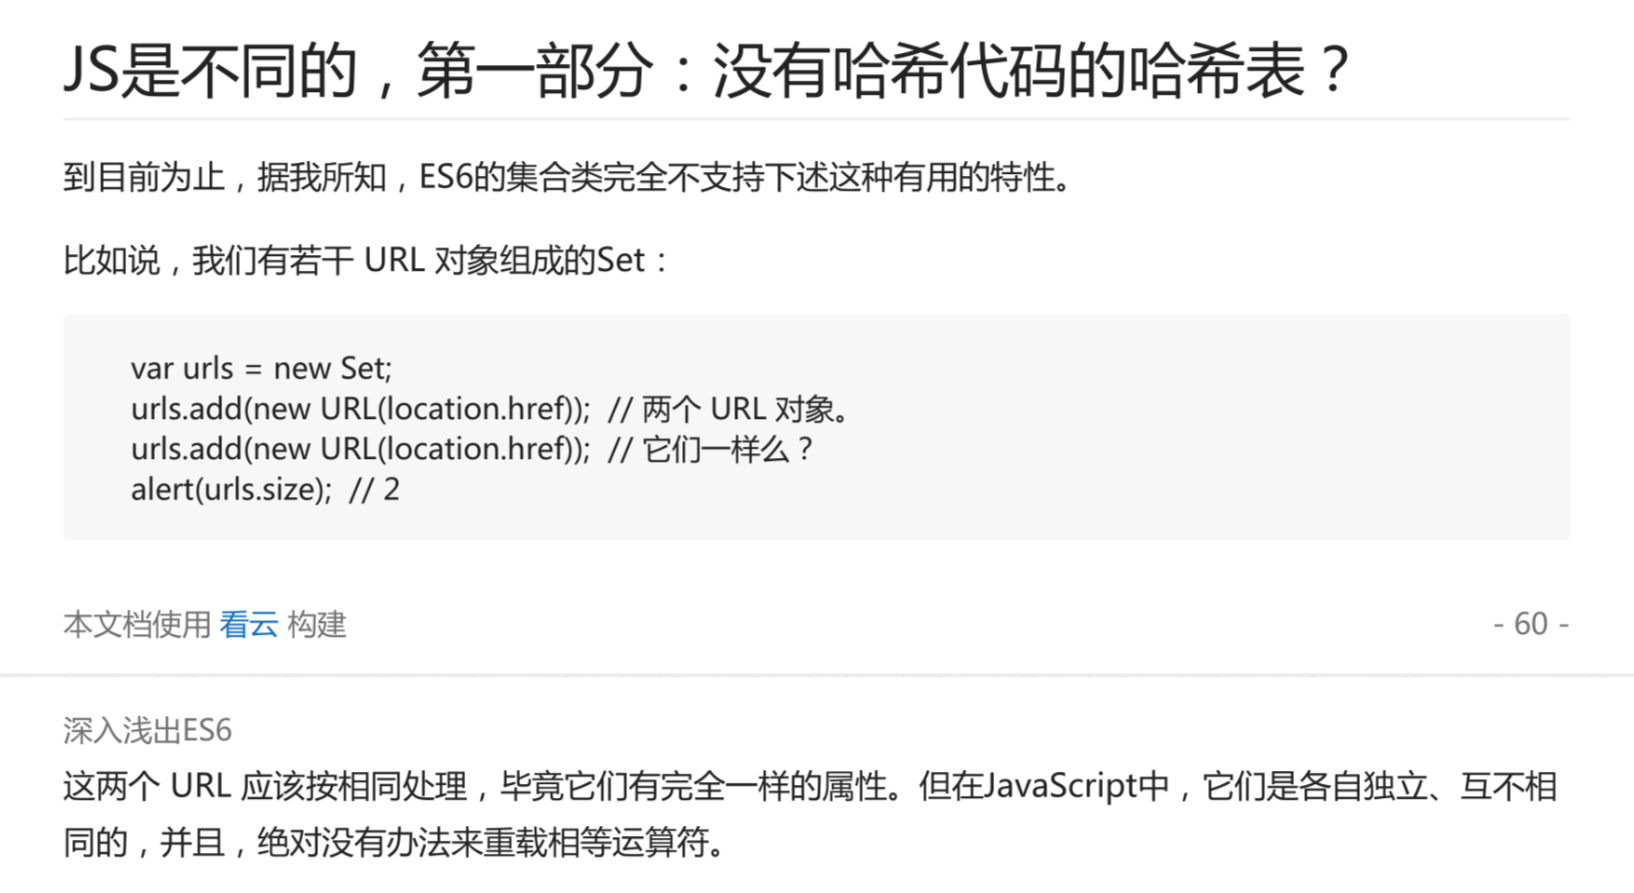 JS是不同的，第一部分：没有哈希代码的哈希表？
到目前为止，据我所知，ES6的集合类完全不支持下述这种有用的特性。
比如说，我们有若干 URL 对象组成的Set：
var urls = new Set;
urls.add(new URL(location.href));  // 两个 URL 对象。
urls.add(new URL(location.href));  // 它们一样么？
alert(urls.size);  // 2
本文档使用 看云 构建
- 60 -
深入浅出ES6
这两个 URL 应该按相同处理，毕竟它们有完全一样的属性。但在JavaScript中，它们是各自独立、互不相
同的，并且，绝对没有办法来重载相等运算符。